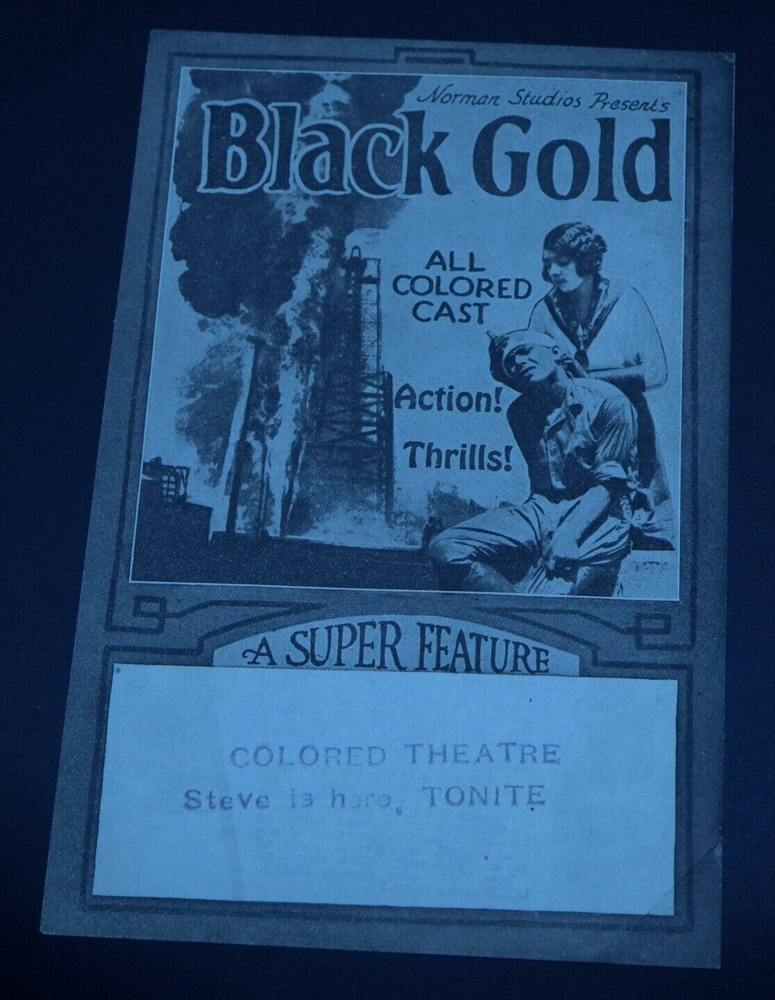 Norman Studios Presents
Black Gold
ALL
COLORED
CAST
Action!
Thrills!
A SUPER FEATURE
COLORED THEATRE
Steve is here, TONITE